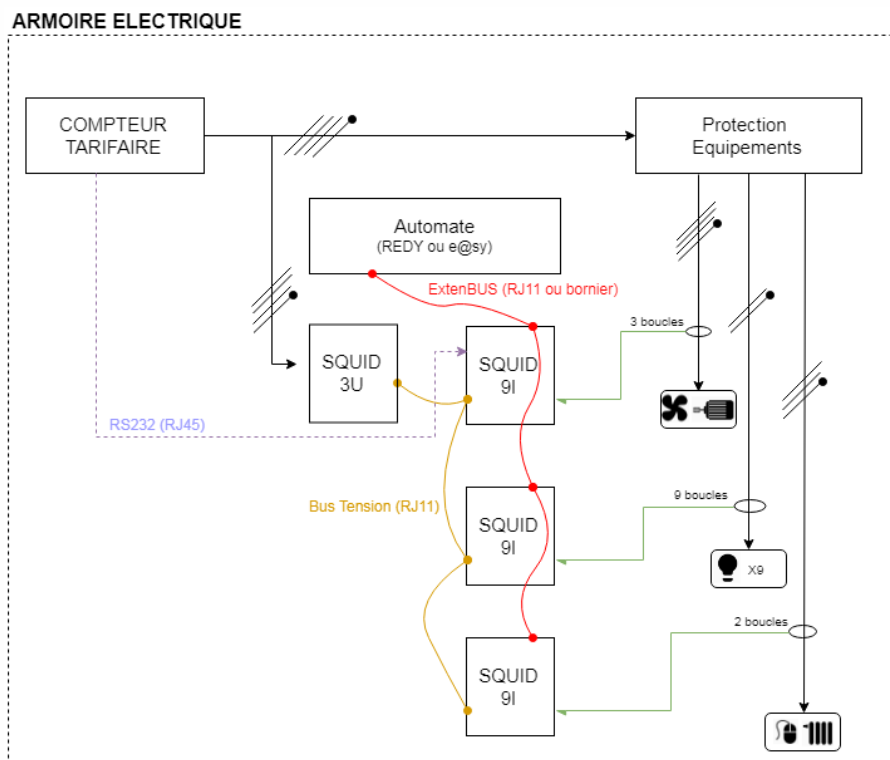 ARMOIRE ELECTRIQUE
COMPTEUR
TARIFAIRE
Protection
Equipements
Automate
(REDY ou e@sy)
ExtenBUS (RJ11 ou bornier)
3 boucles
SQUID
3U
SQUID
9I
RS232 (RJ45)
Bus Tension (RJ11)
9 boucles
SQUID
9I
X9
2 boucles
SQUID
9I